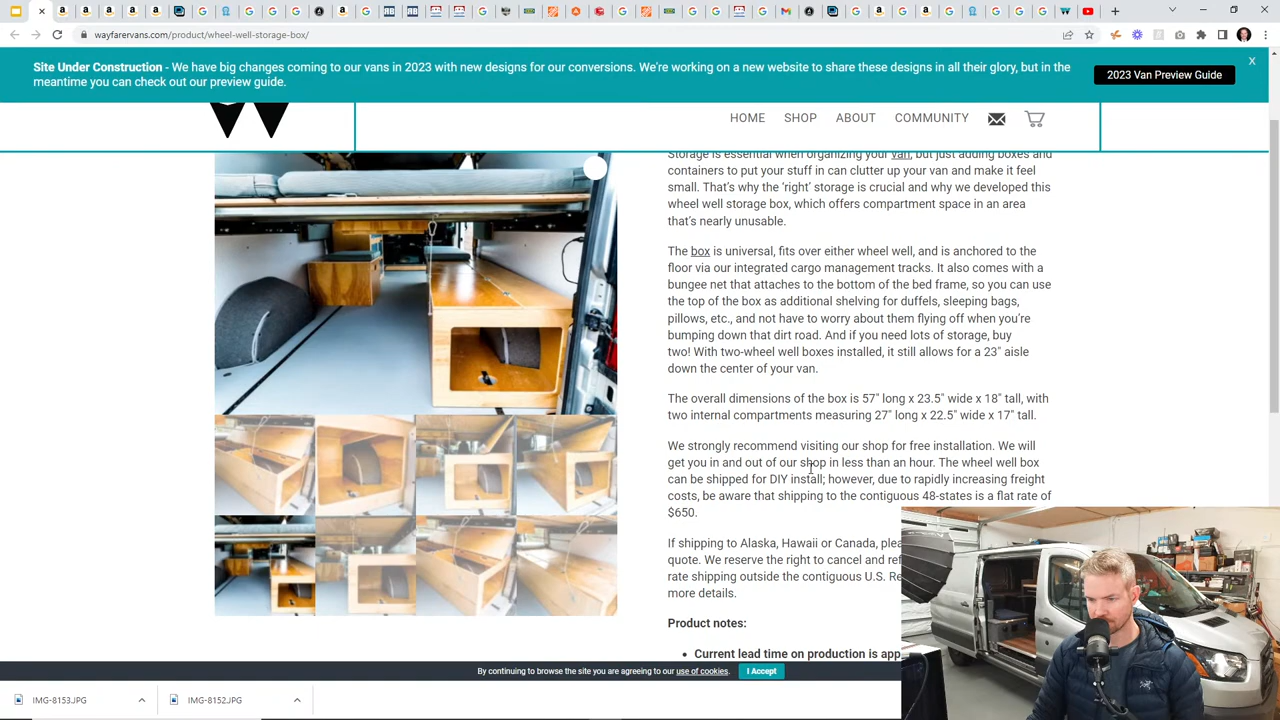 wayfarervans.com/product/wheel-well-storage-box/
Site Under Construction - We have big changes coming to our vans in 2023 with new designs for our conversions. We're working on a new website to share these designs in all their glory, but in the
meantime you can check out our preview guide.
2023 Van Preview Guide
X
HOME
SHOP
ABOUT
COMMUNITY
Storage is essential when organizing your van, but just adding boxes and
containers to put your stuff in can clutter up your van and make it feel
small. That's why the 'right' storage is crucial and why we developed this
wheel well storage box, which offers compartment space in an area
that's nearly unusable.
The box is universal, fits over either wheel well, and is anchored to the
floor via our integrated cargo management tracks. It also comes with a
bungee net that attaches to the bottom of the bed frame, so you can use
the top of the box as additional shelving for duffels, sleeping bags,
pillows, etc., and not have to worry about them flying off when you're
bumping down that dirt road. And if you need lots of storage, buy
two! With two-wheel well boxes installed, it still allows for a 23" aisle
down the center of your van.
The overall dimensions of the box is 57" long x 23.5" wide x 18" tall, with
two internal compartments measuring 27" long x 22.5" wide x 17" tall.
We strongly recommend visiting our shop for free installation. We will
get you in and out of our shop in less than an hour. The wheel well box
can be shipped for DIY install; however, due to rapidly increasing freight
costs, be aware that shipping to the contiguous 48-states is a flat rate of
$650.
If shipping to Alaska, Hawaii or Canada,
quote. We reserve the right to cancel and
rate shipping outside the contiguous U.S.
more details.
Product notes:
• Current lead time on production is
By continuing to browse the site you are agreeing to our use of cookies.
I Accept
IMG-8153.JPG
IMG-8152.JPG